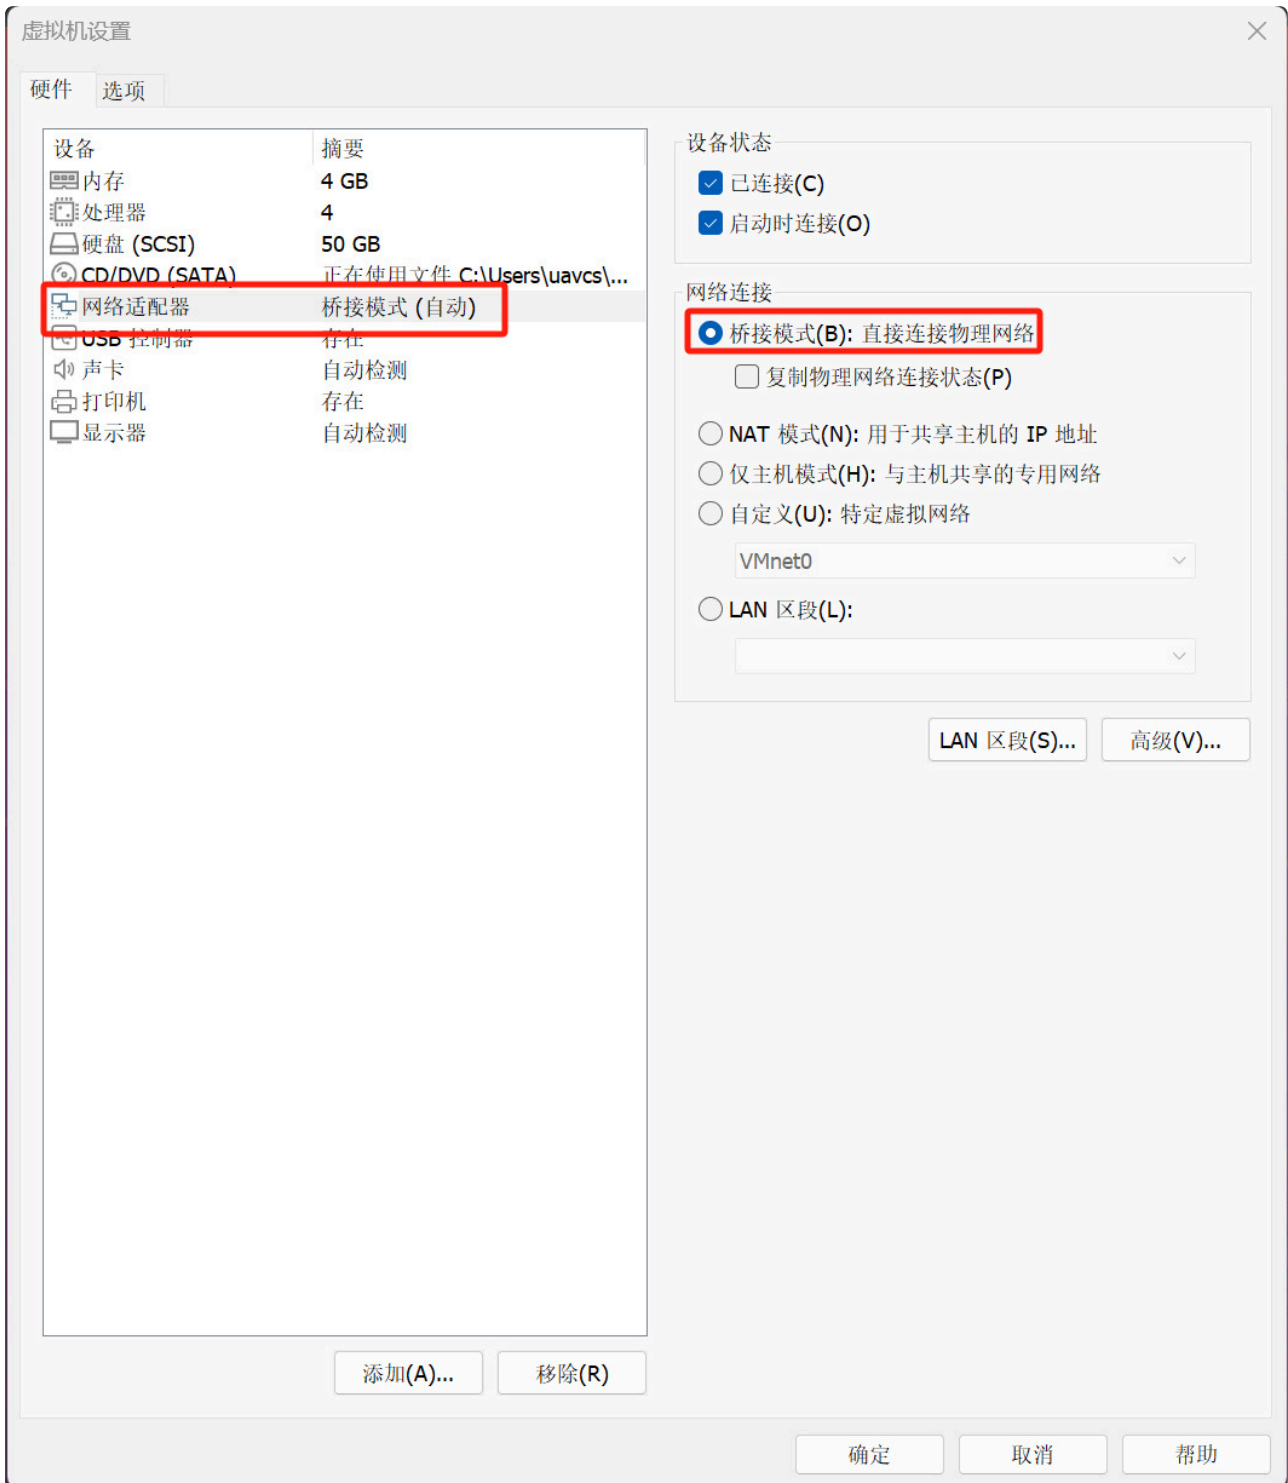 虚拟机设置
硬件 选项
设备 摘要
内存 4 GB
处理器 4
硬盘 (SCSI) 50 GB
CD/DVD (SATA) 正在使用文件 C:\Users\uavcs\...
网络适配器 桥接模式 (自动)
USB 控制器 存在
声卡 自动检测
打印机 存在
显示器 自动检测
添加(A)... 移除(R)
设备状态
已连接(C)
启动时连接(O)
网络连接
桥接模式(B): 直接连接物理网络
复制物理网络连接状态(P)
NAT 模式(N): 用于共享主机的 IP 地址
仅主机模式(H): 与主机共享的专用网络
自定义(U): 特定虚拟网络
VMnet0
LAN 区段(L):
LAN 区段(S)... 高级(V)...
确定 取消 帮助